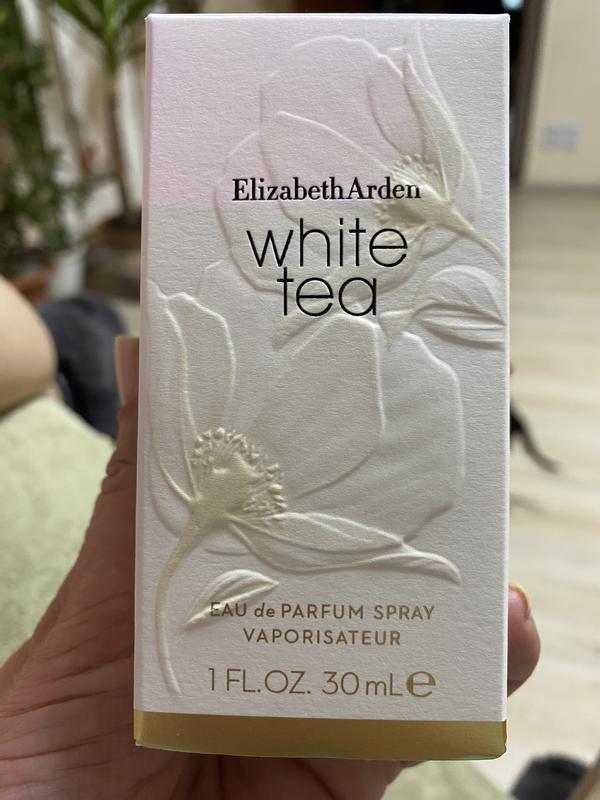 ElizabethArden
white
tea
EAU de PARFUM SPRAY
VAPORISATEUR
1 FL.OZ. 30 mL ℮